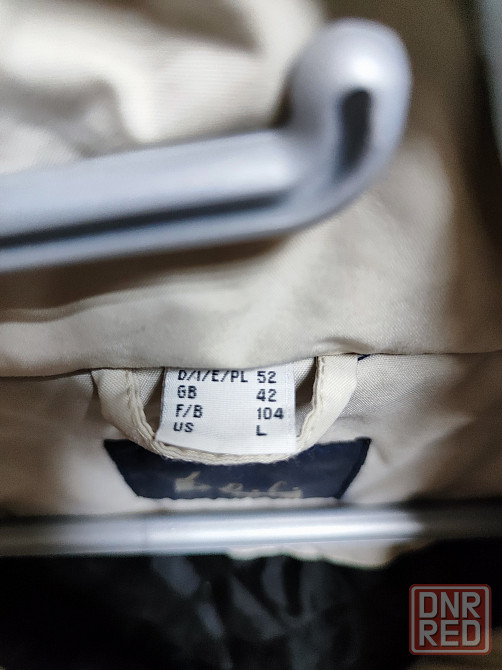 D/I/E/PL 52
GB 42
F/B 104
US L
DNR
RED